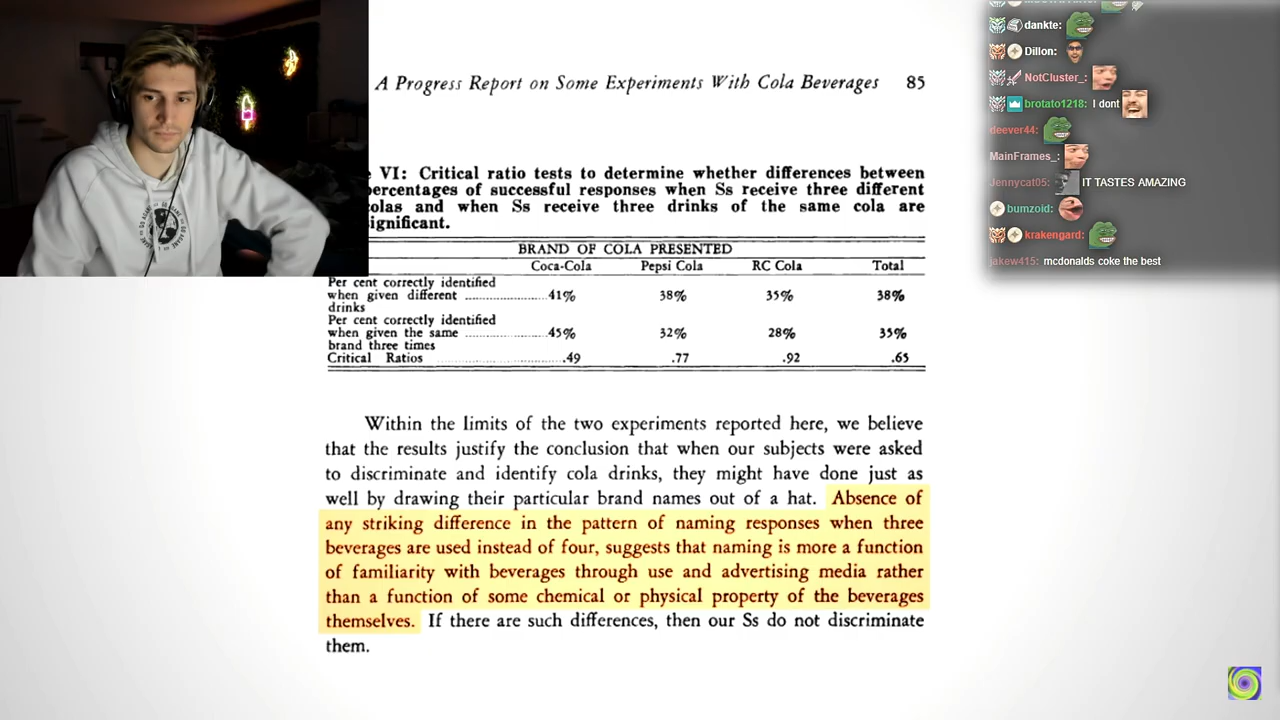 A Progress Report on Some Experiments With Cola Beverages 85
VI: Critical ratio tests to determine whether differences between
percentages of successful responses when Ss receive three different
colas and when Ss receive three drinks of the same cola are
significant.
BRAND OF COLA PRESENTED
Coca-Cola Pepsi Cola RC Cola Total
Per cent correctly identified
when given different ............ 41% 38% 35% 38%
drinks
Per cent correctly identified
when given the same ............ 45% 32% 28% 35%
brand three times
Critical Ratios ............ .49 .77 .92 .65
Within the limits of the two experiments reported here, we believe
that the results justify the conclusion that when our subjects were asked
to discriminate and identify cola drinks, they might have done just as
well by drawing their particular brand names out of a hat. Absence of
any striking difference in the pattern of naming responses when three
beverages are used instead of four, suggests that naming is more a function
of familiarity with beverages through use and advertising media rather
than a function of some chemical or physical property of the beverages
themselves. If there are such differences, then our Ss do not discriminate
them.
dankte:
Dillon:
NotCluster_:
brotato1218: I dont
deever44:
MainFrames_:
Jennycat05: IT TASTES AMAZING
bumzoid:
krakengard:
jakew415: mcdonalds coke the best